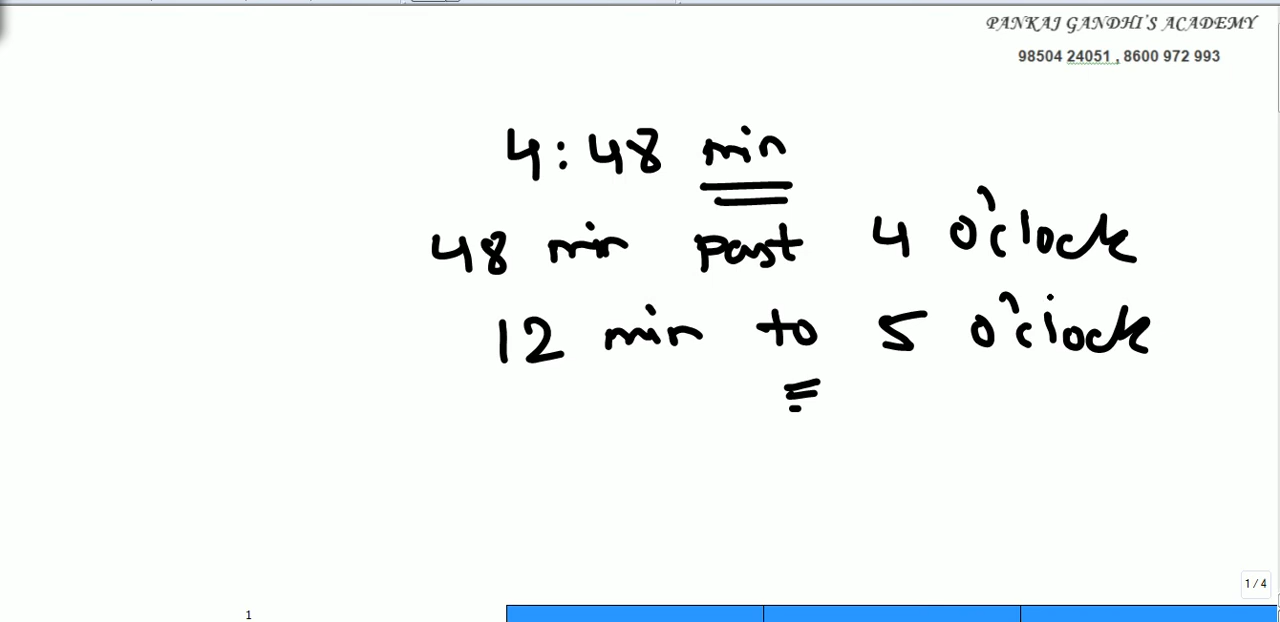 PANKAJ GANDHI'S ACADEMY
98504 24051 , 8600 972 993
4:48 min
48 min past 4 o'clock
12 min to 5 o'clock
1 / 4
1